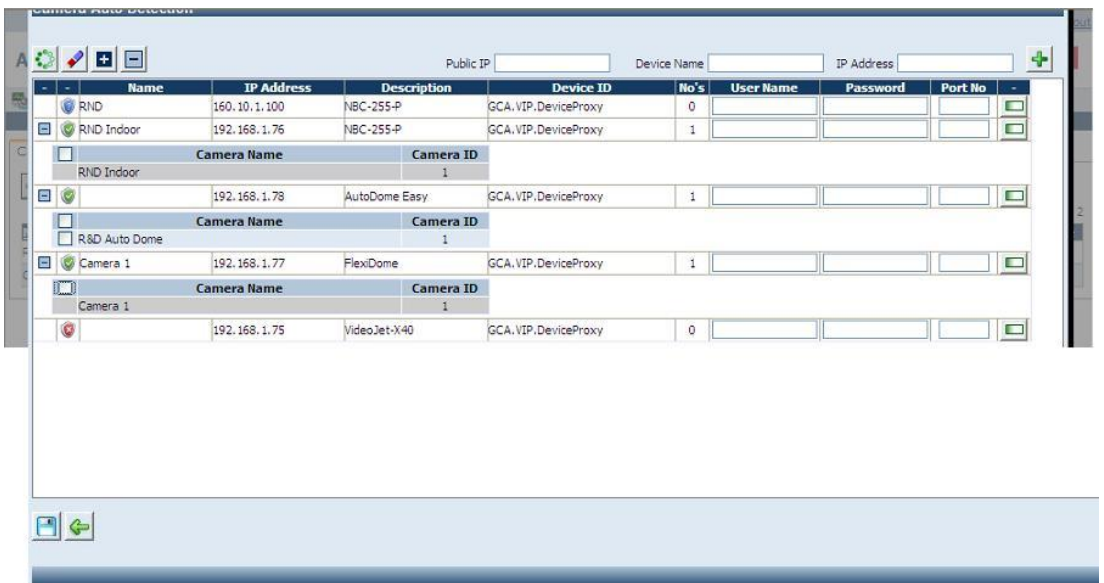 Camera Auto Detection
Public IP Device Name IP Address
- - Name IP Address Description Device ID No's User Name Password Port No -
RND 160.10.1.100 NBC-255-P GCA.VIP.DeviceProxy 0
RND Indoor 192.168.1.76 NBC-255-P GCA.VIP.DeviceProxy 1
Camera Name Camera ID
RND Indoor 1
192.168.1.78 AutoDome Easy GCA.VIP.DeviceProxy 1
Camera Name Camera ID
R&D Auto Dome 1
Camera 1 192.168.1.77 FlexiDome GCA.VIP.DeviceProxy 1
Camera Name Camera ID
Camera 1 1
192.168.1.75 VideoJet-X40 GCA.VIP.DeviceProxy 0